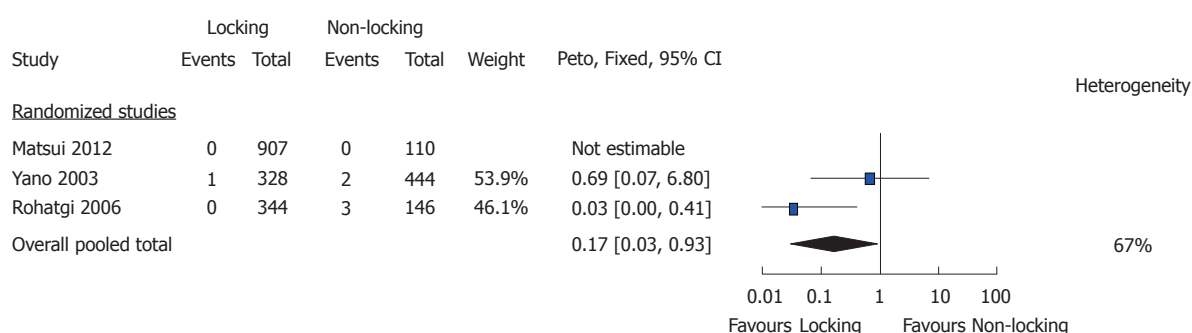 Locking Non-locking
Study Events Total Events Total Weight Peto, Fixed, 95% CI
Heterogeneity
Randomized studies
Matsui 2012 0 907 0 110 Not estimable
Yano 2003 1 328 2 444 53.9% 0.69 [0.07, 6.80]
Rohatgi 2006 0 344 3 146 46.1% 0.03 [0.00, 0.41]
Overall pooled total 0.17 [0.03, 0.93] 67%
0.01 0.1 1 10 100
Favours Locking Favours Non-locking